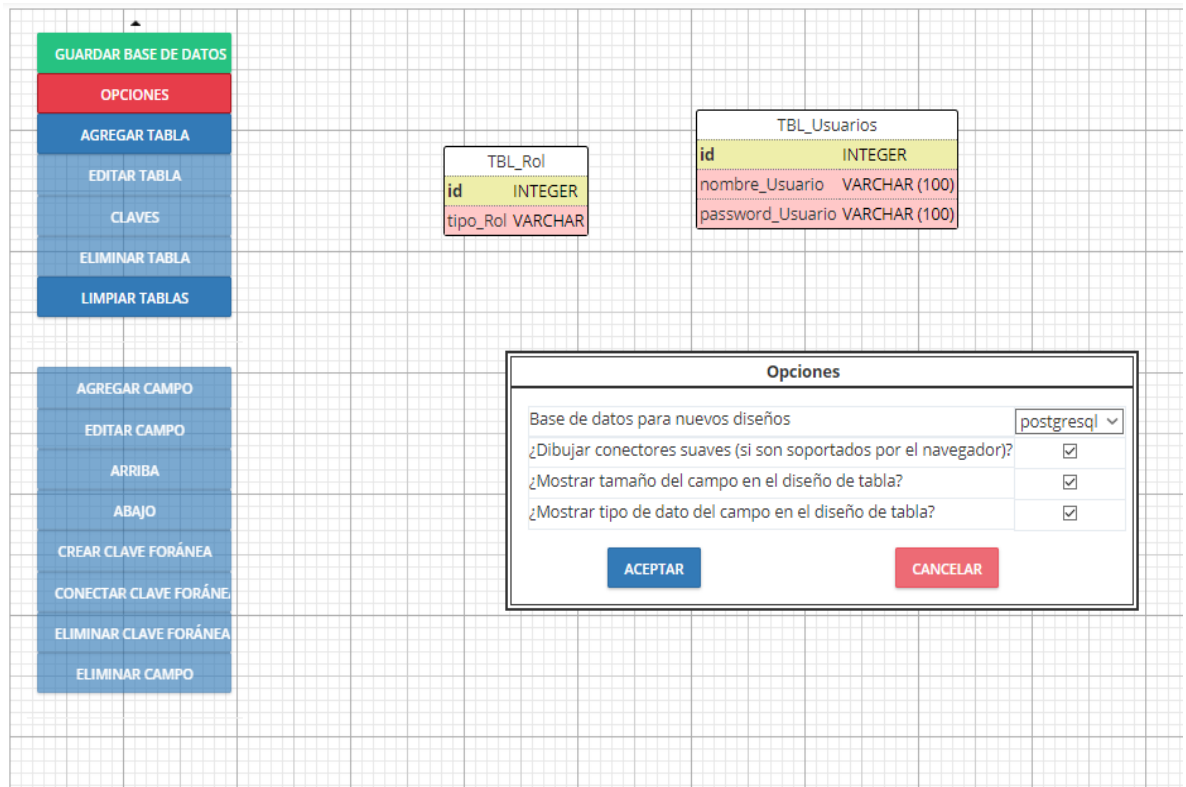 GUARDAR BASE DE DATOS
OPCIONES
AGREGAR TABLA
EDITAR TABLA
CLAVES
ELIMINAR TABLA
LIMPIAR TABLAS
AGREGAR CAMPO
EDITAR CAMPO
ARRIBA
ABAJO
CREAR CLAVE FORÁNEA
CONECTAR CLAVE FORÁNE
ELIMINAR CLAVE FORÁNEA
ELIMINAR CAMPO
TBL_Rol
id INTEGER
tipo_Rol VARCHAR
TBL_Usuarios
id INTEGER
nombre_Usuario VARCHAR (100)
password_Usuario VARCHAR (100)
Opciones
Base de datos para nuevos diseños postgresql
¿Dibujar conectores suaves (si son soportados por el navegador)?
¿Mostrar tamaño del campo en el diseño de tabla?
¿Mostrar tipo de dato del campo en el diseño de tabla?
ACEPTAR CANCELAR